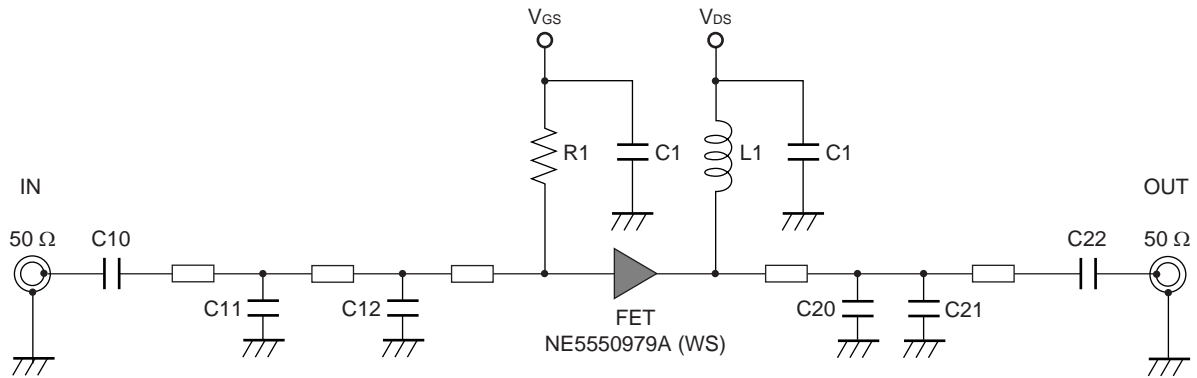 VGS
VDS
R1
C1
L1
C1
IN
OUT
50 Ω
C10
C22
50 Ω
C11
C12
C20
C21
FET
NE5550979A (WS)